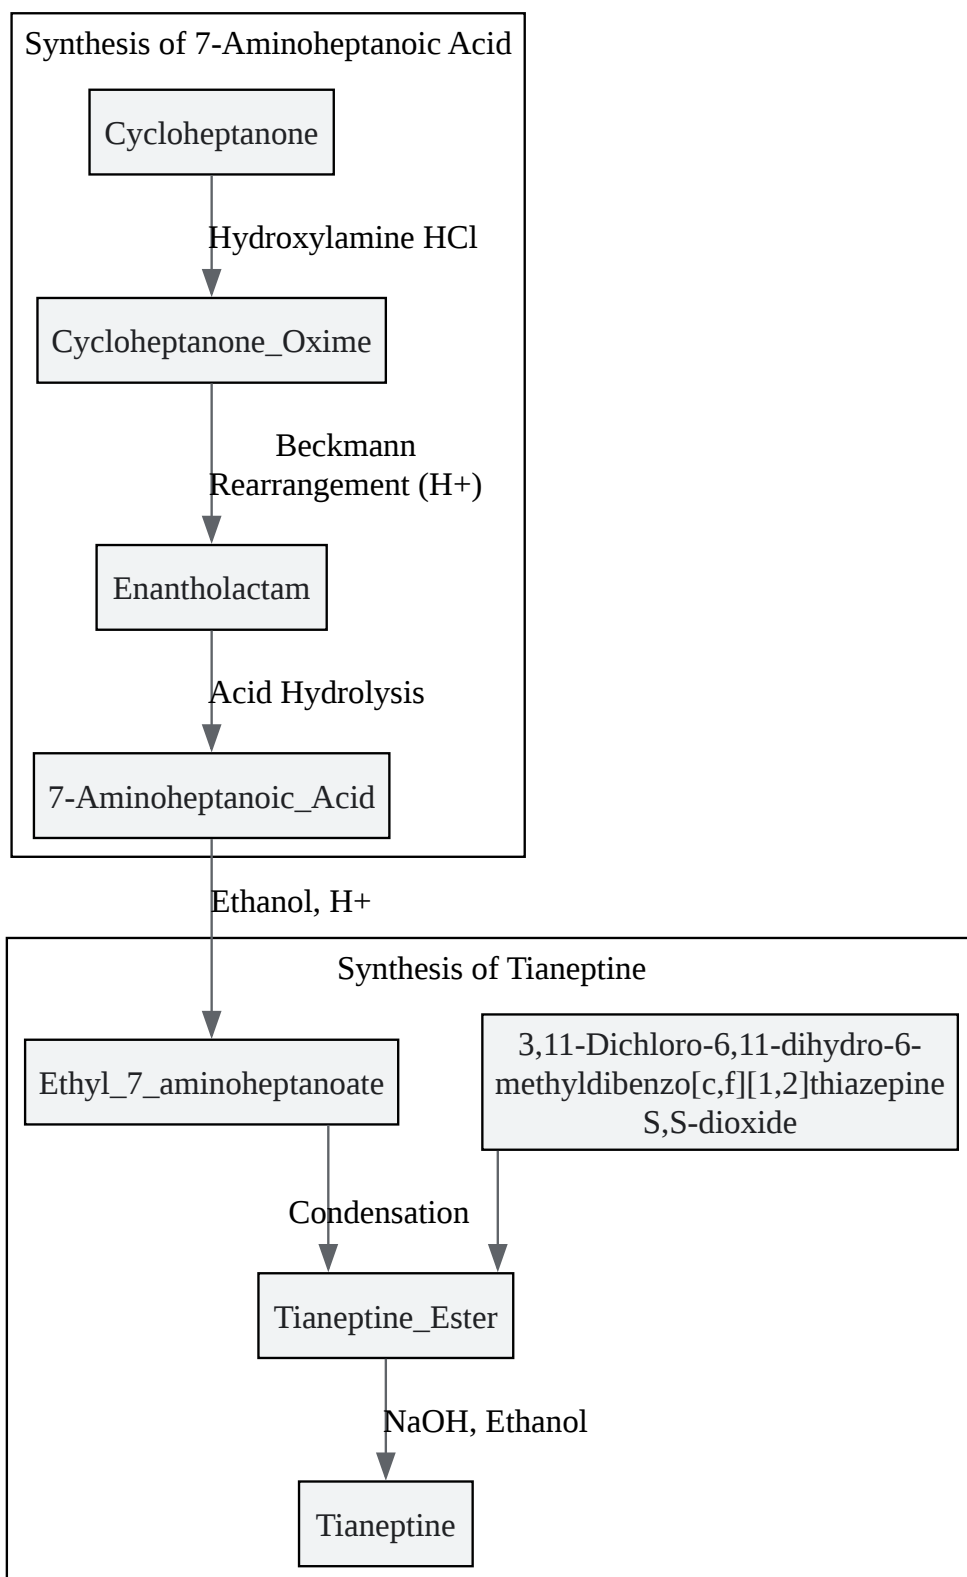 Synthesis of 7-Aminoheptanoic Acid
Cycloheptanone
Hydroxylamine HCl
Cycloheptanone_Oxime
Beckmann
Rearrangement (H+)
Enantholactam
Acid Hydrolysis
7-Aminoheptanoic_Acid
Ethanol, H+
Synthesis of Tianeptine
Ethyl_7_aminoheptanoate
3,11-Dichloro-6,11-dihydro-6-
methyldibenzo[c,f][1,2]thiazepine
S,S-dioxide
Condensation
Tianeptine_Ester
NaOH, Ethanol
Tianeptine